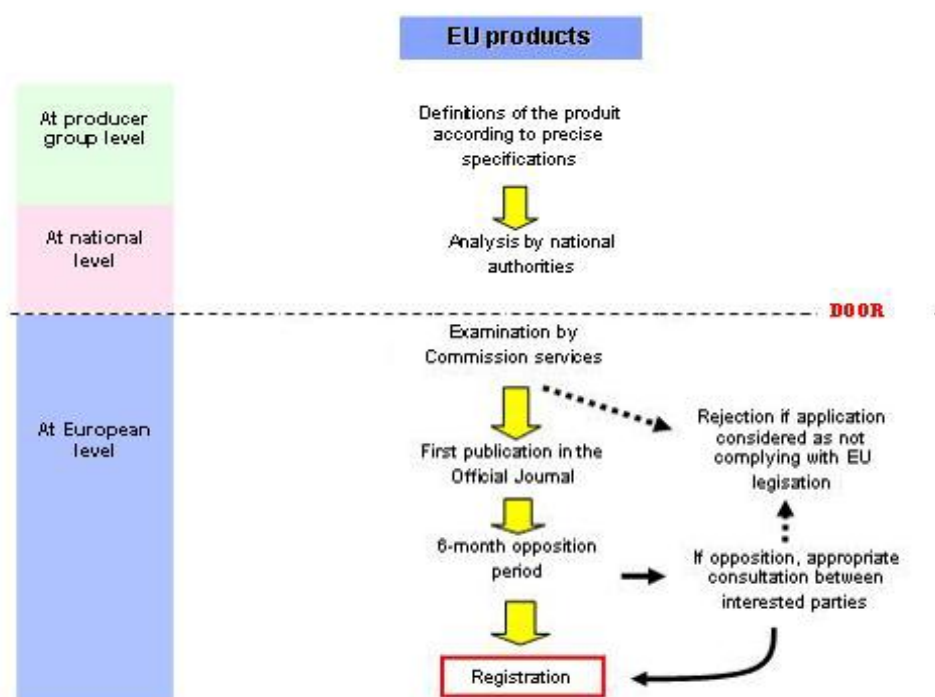 EU products
At producer
group level
Definitions of the produit
according to precise
specifications
At national
level
Analysis by national
authorities
DOOR
Examination by
Commission services
At European
level
Rejection if application
considered as not
complying with EU
legisation
First publication in the
Official Journal
6-month opposition
period
If opposition, appropriate
consultation between
interested parties
Registration